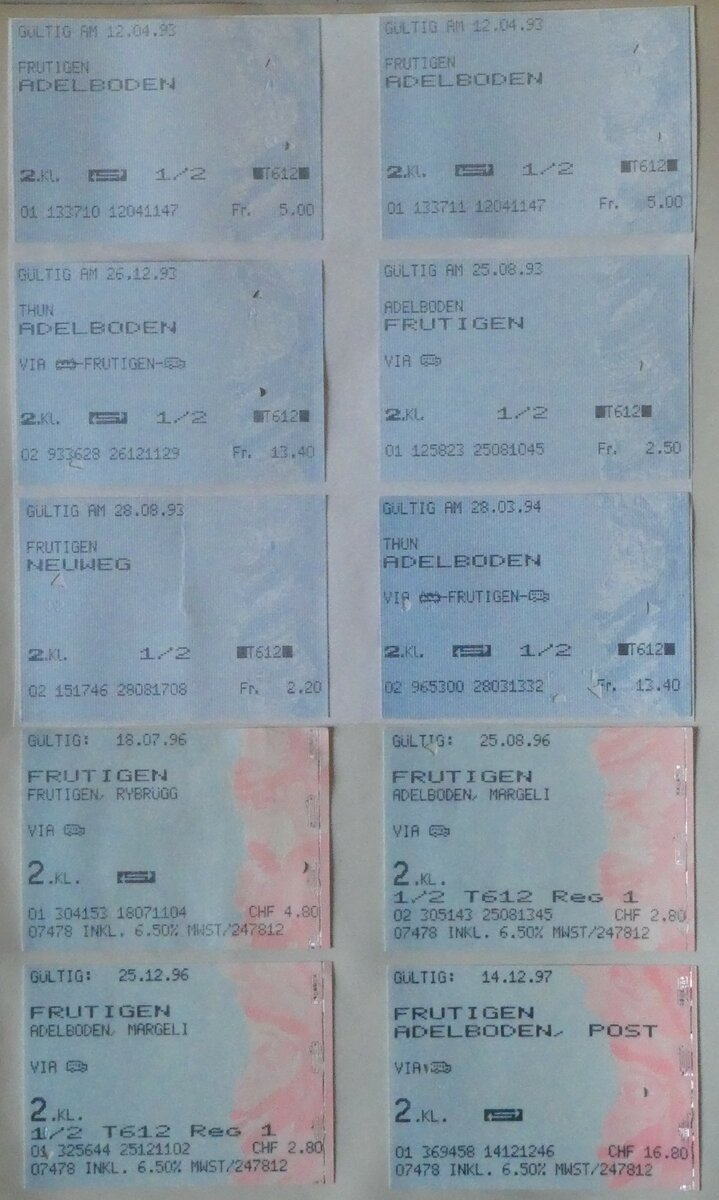 GÜLTIG AM 12.04.93
FRUTIGEN
ADELBODEN
2.KL. 1/2 T612
01 133710 12041147 Fr. 5.00
GÜLTIG AM 12.04.93
FRUTIGEN
ADELBODEN
2.KL. 1/2 T612
01 133711 12041147 Fr. 5.00
GÜLTIG AM 26.12.93
THUN
ADELBODEN
VIA -FRUTIGEN-
2.KL. 1/2 T612
02 933628 26121129 Fr. 13.40
GÜLTIG AM 25.08.93
ADELBODEN
FRUTIGEN
VIA
2.KL. 1/2 T612
01 125823 25081045 Fr. 2.50
GÜLTIG AM 28.08.93
FRUTIGEN
NEUWEG
2.KL. 1/2 T612
02 151746 28081708 Fr. 2.20
GÜLTIG AM 28.03.94
THUN
ADELBODEN
VIA -FRUTIGEN-
2.KL. 1/2 T612
02 965300 28031332 Fr. 13.40
GÜLTIG: 18.07.96
FRUTIGEN
FRUTIGEN, RYBRÜGG
VIA
2.KL.
01 304153 18071104 CHF 4.80
07478 INKL. 6.50% MWST/247812
GÜLTIG: 25.08.96
FRUTIGEN
ADELBODEN, MARGELI
VIA
2.KL.
1/2 T612 Reg 1
02 305143 25081345 CHF 2.80
07478 INKL. 6.50% MWST/247812
GÜLTIG: 25.12.96
FRUTIGEN
ADELBODEN, MARGELI
VIA
2.KL.
1/2 T612 Reg 1
01 325644 25121102 CHF 2.80
07478 INKL. 6.50% MWST/247812
GÜLTIG: 14.12.97
FRUTIGEN
ADELBODEN, POST
VIA
2.KL.
01 369458 14121246 CHF 16.80
07478 INKL. 6.50% MWST/247812